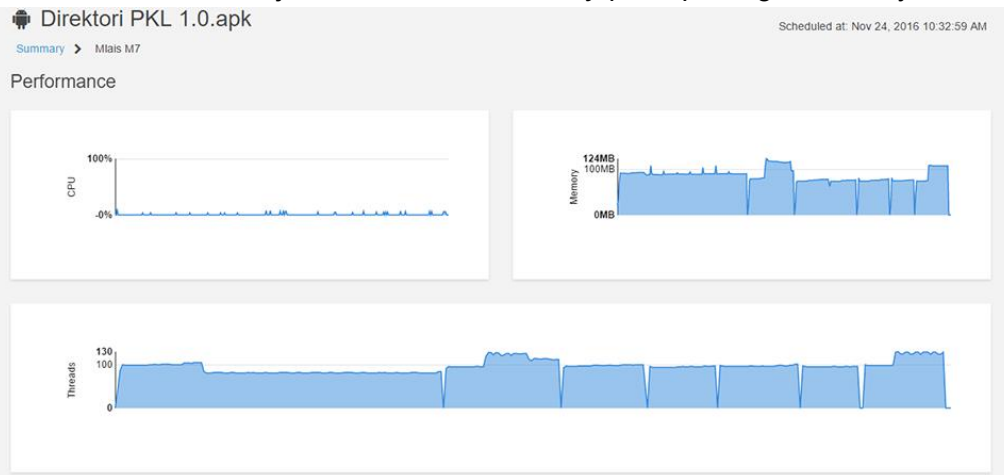 Direktori PKL 1.0.apk
Scheduled at: Nov 24, 2016 10:32:59 AM
Summary > Mlais M7
Performance
100%
CPU
-0%
124MB
100MB
Memory
0MB
130
100
Threads
0